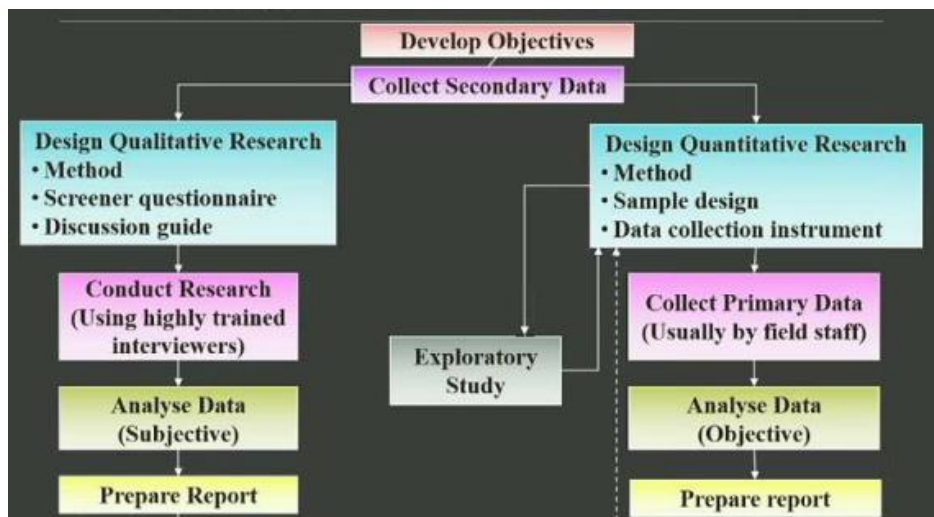 Develop Objectives
Collect Secondary Data
Design Qualitative Research
• Method
• Screener questionnaire
• Discussion guide
Design Quantitative Research
• Method
• Sample design
• Data collection instrument
Conduct Research
(Using highly trained
interviewers)
Collect Primary Data
(Usually by field staff)
Exploratory
Study
Analyse Data
(Subjective)
Analyse Data
(Objective)
Prepare Report
Prepare report